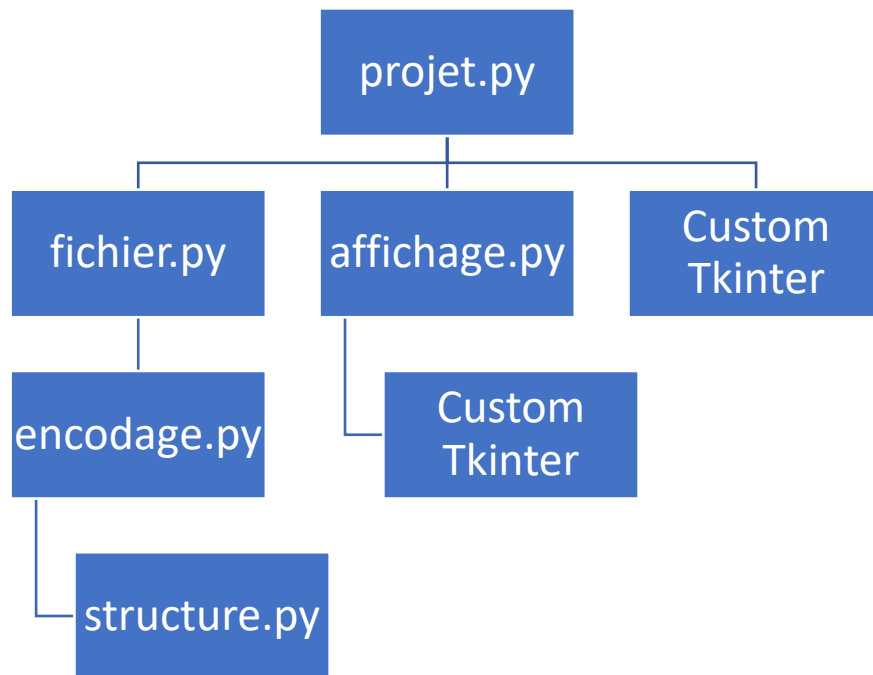 projet.py
fichier.py
affichage.py
Custom
Tkinter
encodage.py
Custom
Tkinter
structure.py